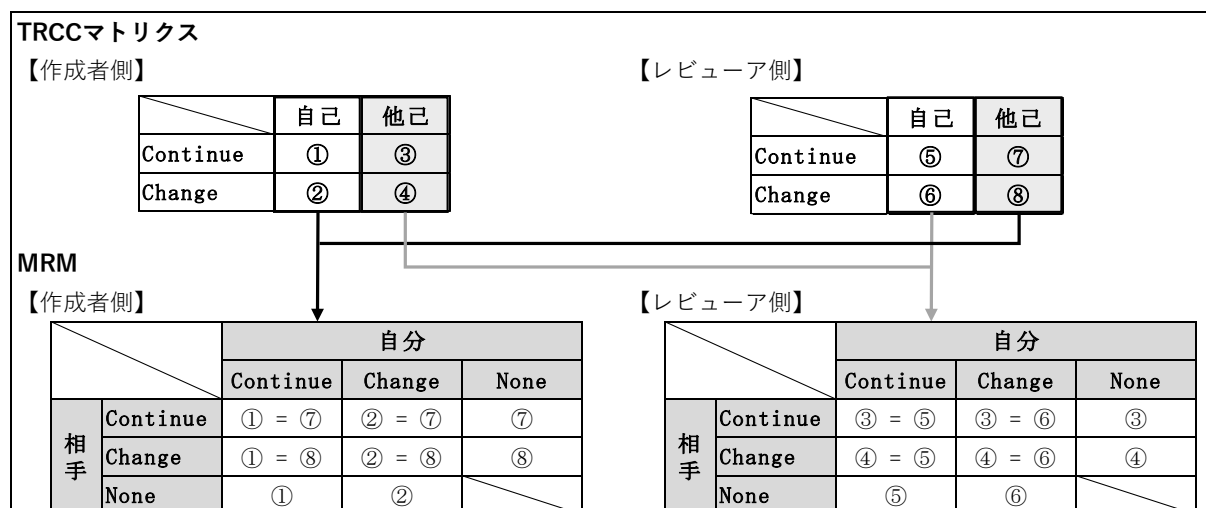 TRCCマトリクス
【作成者側】 【レビューア側】
自己 他己 自己 他己
Continue ① ③ Continue ⑤ ⑦
Change ② ④ Change ⑥ ⑧
MRM
【作成者側】 【レビューア側】
自分 自分
Continue Change None Continue Change None
相手 Continue ① = ⑦ ② = ⑦ ⑦ 相手 Continue ③ = ⑤ ③ = ⑥ ③
Change ① = ⑧ ② = ⑧ ⑧ Change ④ = ⑤ ④ = ⑥ ④
None ① ② None ⑤ ⑥